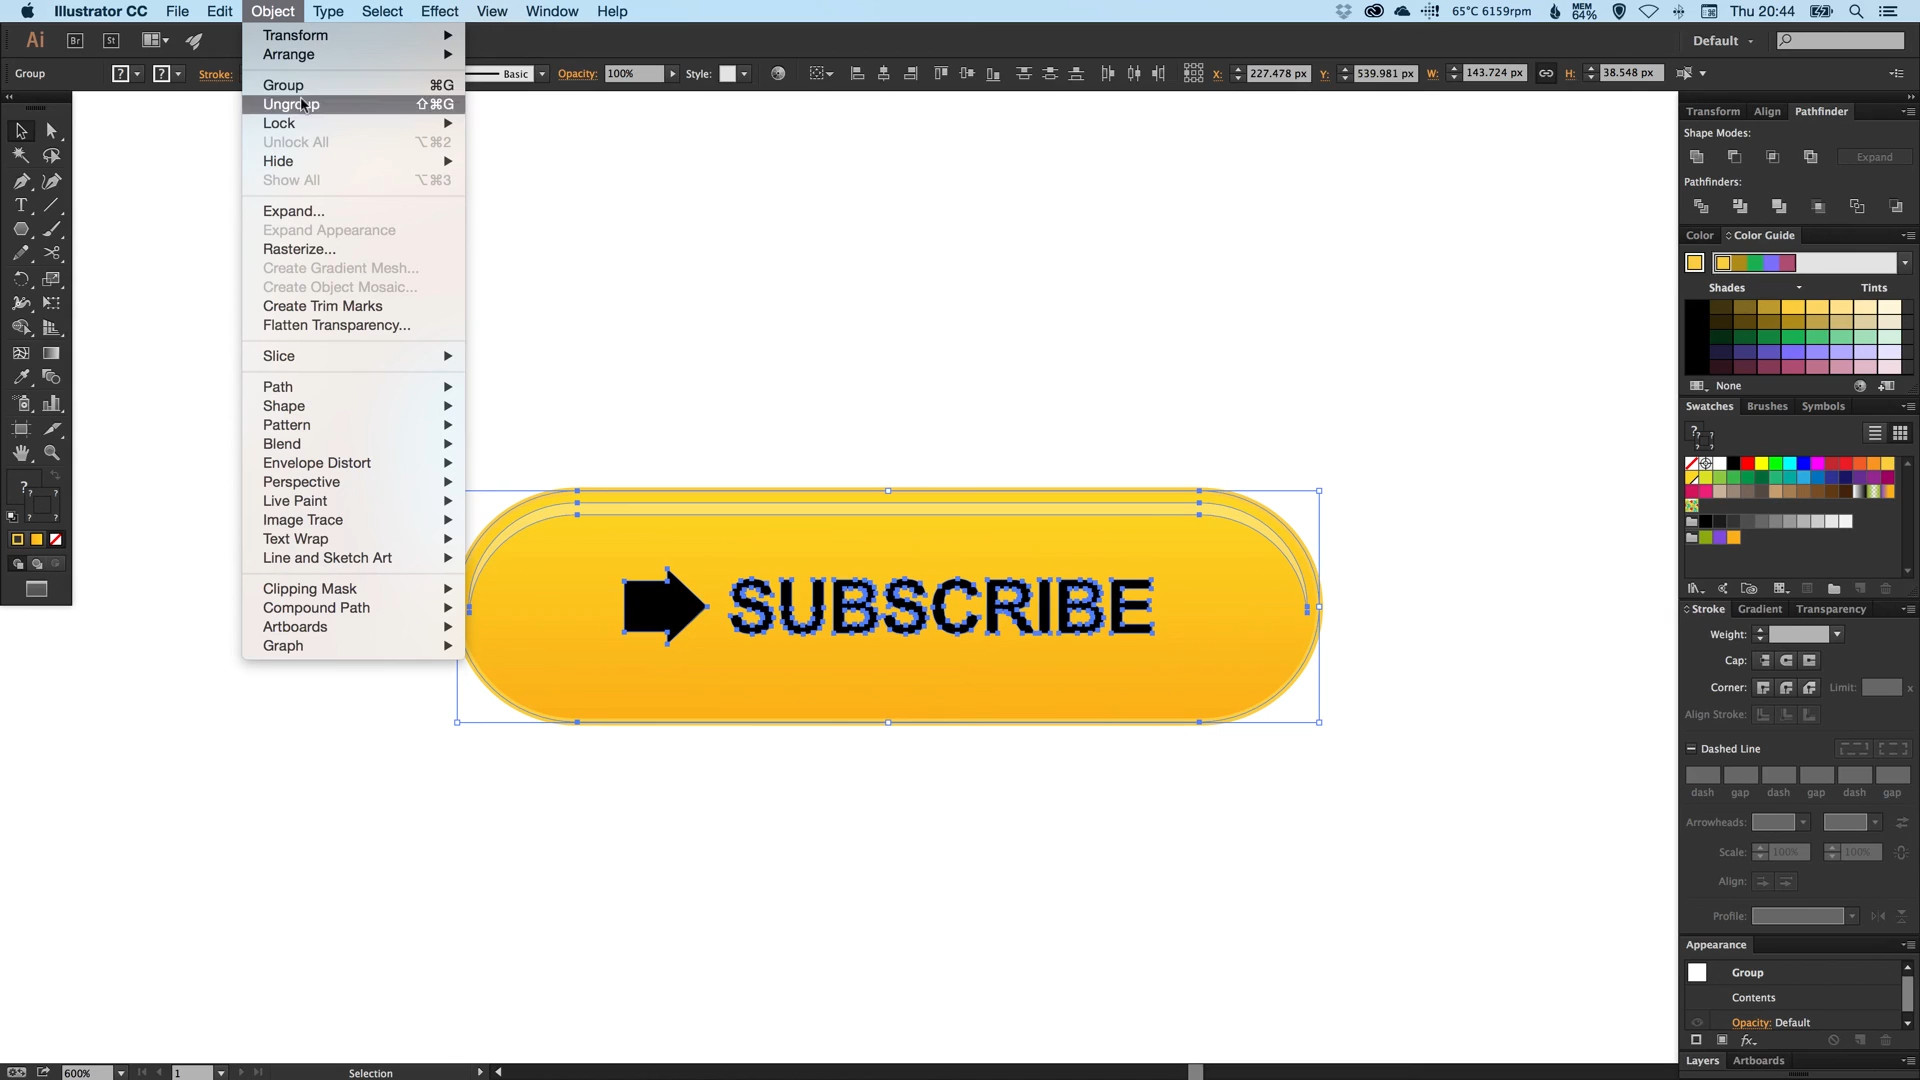 Illustrator CC File Edit Object Type Select Effect View Window Help 65°C 6159rpm MEM 64% Thu 20:44
Ai Br St Default
Group ? ? Stroke: Basic Opacity: 100% Style: X: 227.478 px Y: 539.981 px W: 143.724 px H: 38.548 px
Transform
Arrange
Group ⌘G
Ungroup ⇧⌘G
Lock
Unlock All ⌥⌘2
Hide
Show All ⌥⌘3
Expand...
Expand Appearance
Rasterize...
Create Gradient Mesh...
Create Object Mosaic...
Create Trim Marks
Flatten Transparency...
Slice
Path
Shape
Pattern
Blend
Envelope Distort
Perspective
Live Paint
Image Trace
Text Wrap
Line and Sketch Art
Clipping Mask
Compound Path
Artboards
Graph
SUBSCRIBE
Transform Align Pathfinder
Shape Modes:
Expand
Pathfinders:
Color Color Guide
Shades Tints
None
Swatches Brushes Symbols
Stroke Gradient Transparency
Weight:
Cap:
Corner: Limit: x
Align Stroke:
Dashed Line
dash gap dash gap dash gap
Arrowheads:
Scale: 100% 100%
Align:
Profile:
Appearance
Group
Contents
Opacity: Default
fx.
Layers Artboards
600% 1 Selection